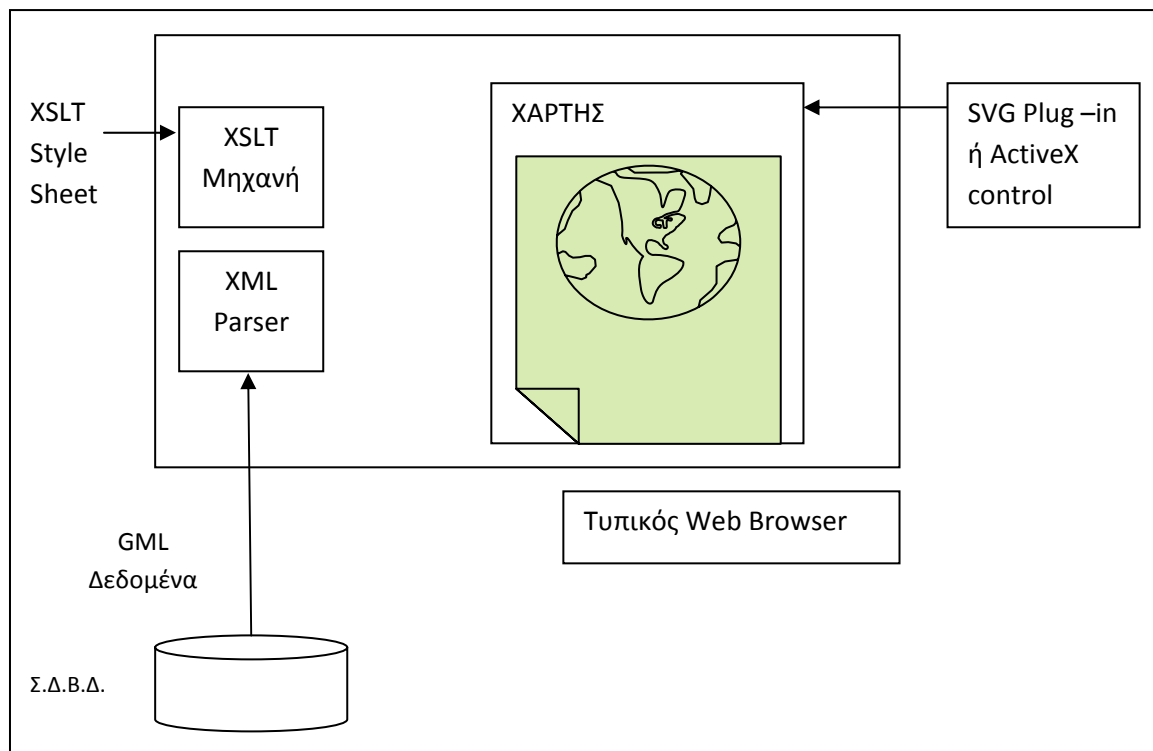 XSLT
Style
Sheet
XSLT
Μηχανή
XML
Parser
ΧΑΡΤΗΣ
SVG Plug –in
ή ActiveX
control
Τυπικός Web Browser
GML
Δεδομένα
Σ.Δ.Β.Δ.